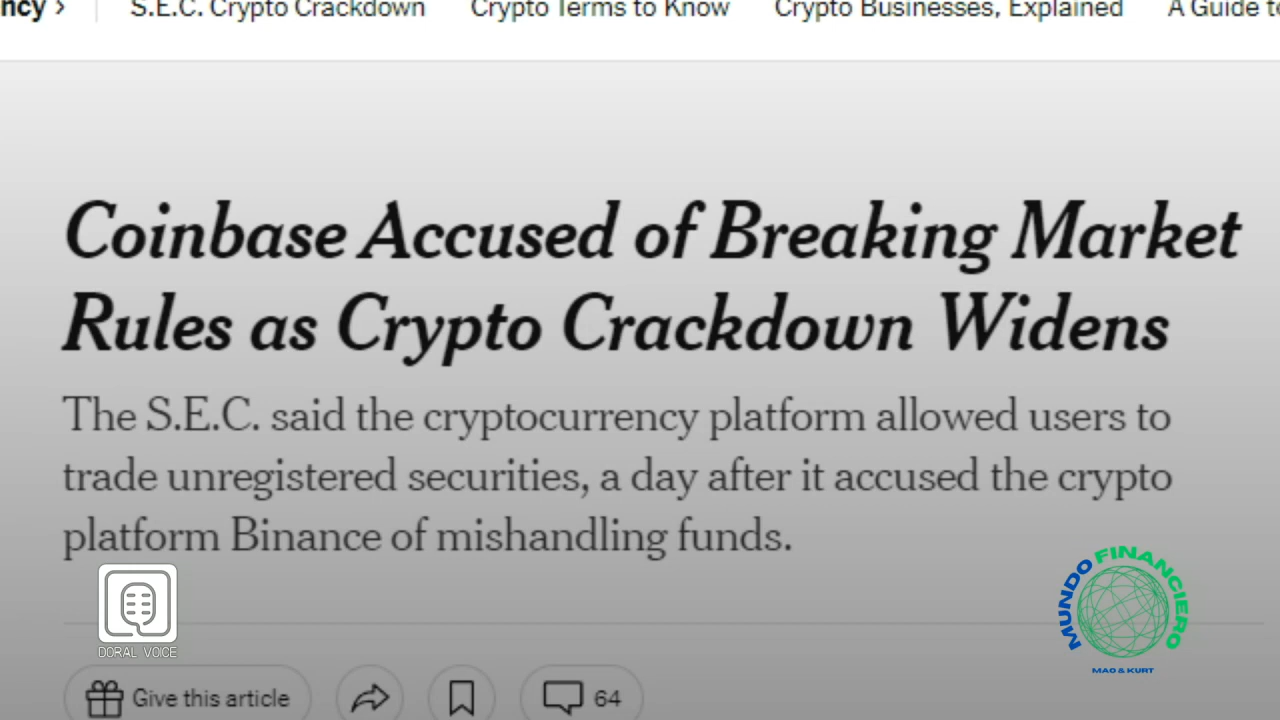 ncy > S.E.C. Crypto Crackdown Crypto Terms to Know Crypto Businesses, Explained A Guide to
Coinbase Accused of Breaking Market
Rules as Crypto Crackdown Widens
The S.E.C. said the cryptocurrency platform allowed users to
trade unregistered securities, a day after it accused the crypto
platform Binance of mishandling funds.
DORAL VOICE
MUNDO FINANCIERO
MAO & KURT
Give this article 64